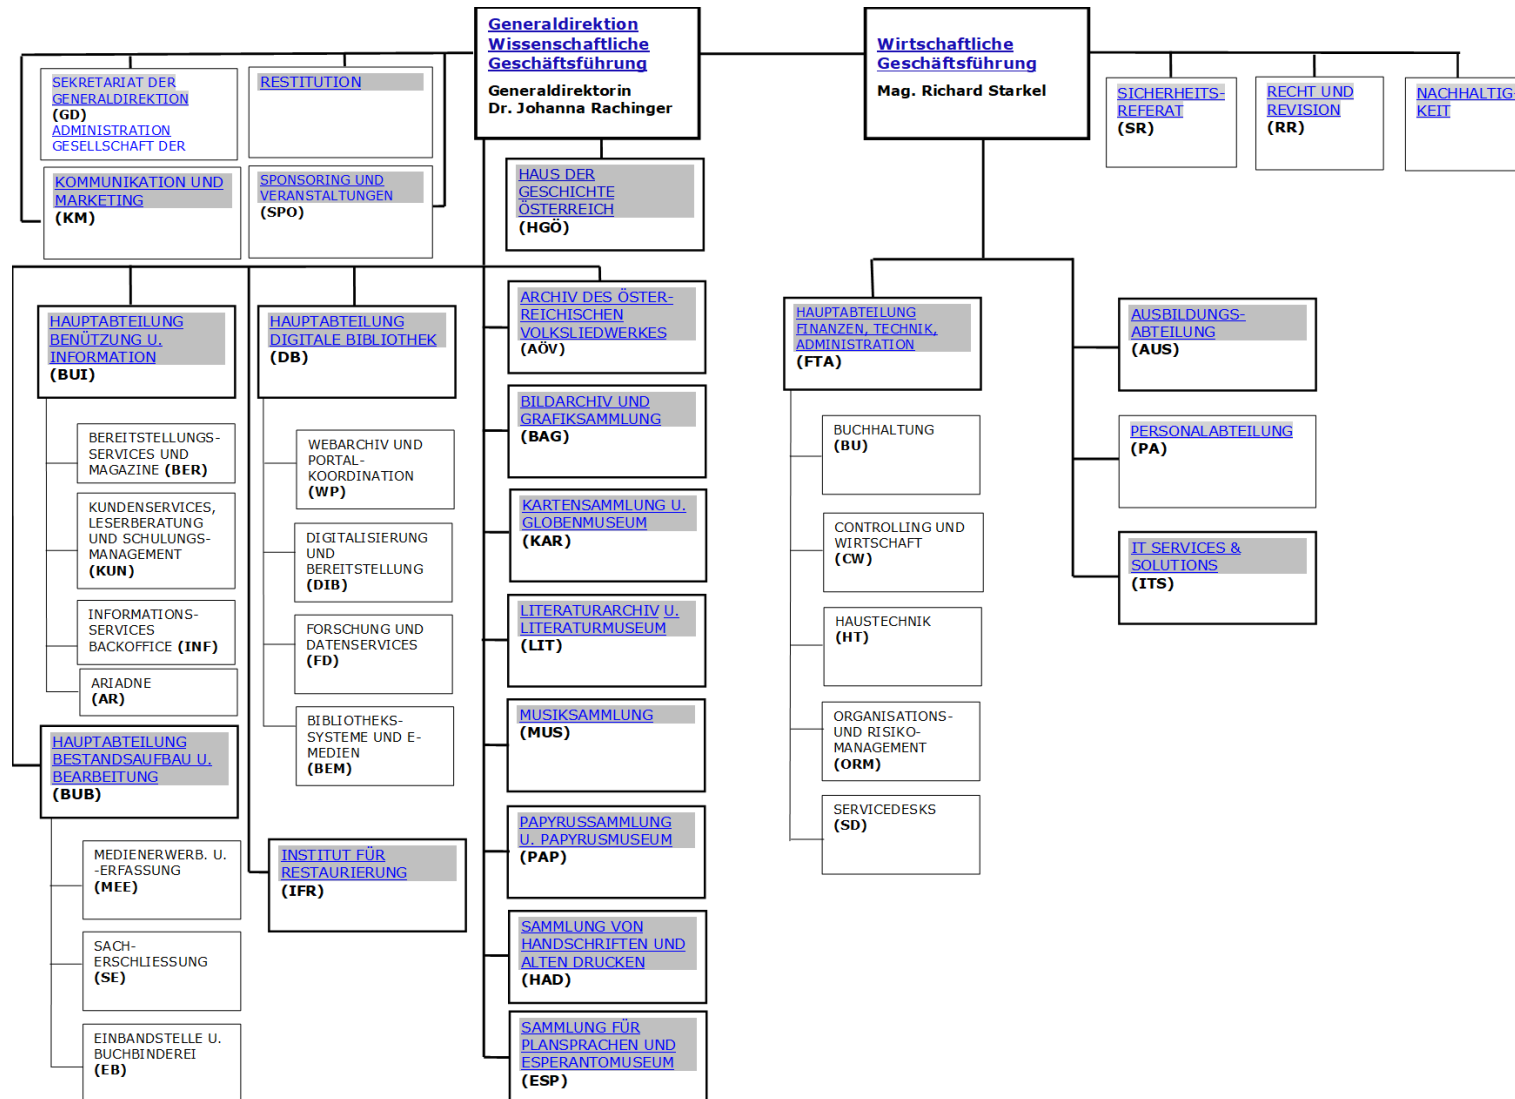 Generaldirektion
Wissenschaftliche
Geschäftsführung
Generaldirektorin
Dr. Johanna Rachinger
Wirtschaftliche
Geschäftsführung
Mag. Richard Starkel
SEKRETARIAT DER
GENERALDIREKTION
(GD)
ADMINISTRATION
GESELLSCHAFT DER
RESTITUTION
KOMMUNIKATION UND
MARKETING
(KM)
SPONSORING UND
VERANSTALTUNGEN
(SPO)
HAUS DER
GESCHICHTE
ÖSTERREICH
(HGÖ)
SICHERHEITS-
REFERAT
(SR)
RECHT UND
REVISION
(RR)
NACHHALTIG-
KEIT
HAUPTABTEILUNG
BENÜTZUNG U.
INFORMATION
(BUI)
BEREITSTELLUNGS-
SERVICES UND
MAGAZINE (BER)
KUNDENSERVICES,
LESERBERATUNG
UND SCHULUNGS-
MANAGEMENT
(KUN)
INFORMATIONS-
SERVICES
BACKOFFICE (INF)
ARIADNE
(AR)
HAUPTABTEILUNG
BESTANDSAUFBAU U.
BEARBEITUNG
(BUB)
MEDIENERWERB. U.
-ERFASSUNG
(MEE)
SACH-
ERSCHLIESSUNG
(SE)
EINBANDSTELLE U.
BUCHBINDEREI
(EB)
HAUPTABTEILUNG
DIGITALE BIBLIOTHEK
(DB)
WEBARCHIV UND
PORTAL-
KOORDINATION
(WP)
DIGITALISIERUNG
UND
BEREITSTELLUNG
(DIB)
FORSCHUNG UND
DATENSERVICES
(FD)
BIBLIOTHEKS-
SYSTEME UND E-
MEDIEN
(BEM)
INSTITUT FÜR
RESTAURIERUNG
(IFR)
ARCHIV DES ÖSTER-
REICHISCHEN
VOLKSLIEDWERKES
(AÖV)
BILDARCHIV UND
GRAFIKSAMMLUNG
(BAG)
KARTENSAMMLUNG U.
GLOBENMUSEUM
(KAR)
LITERATURARCHIV U.
LITERATURMUSEUM
(LIT)
MUSIKSAMMLUNG
(MUS)
PAPYRUSSAMMLUNG
U. PAPYRUSMUSEUM
(PAP)
SAMMLUNG VON
HANDSCHRIFTEN UND
ALTEN DRUCKEN
(HAD)
SAMMLUNG FÜR
PLANSPRACHEN UND
ESPERANTOMUSEUM
(ESP)
HAUPTABTEILUNG
FINANZEN, TECHNIK,
ADMINISTRATION
(FTA)
BUCHHALTUNG
(BU)
CONTROLLING UND
WIRTSCHAFT
(CW)
HAUSTECHNIK
(HT)
ORGANISATIONS-
UND RISIKO-
MANAGEMENT
(ORM)
SERVICEDESKS
(SD)
AUSBILDUNGS-
ABTEILUNG
(AUS)
PERSONALABTEILUNG
(PA)
IT SERVICES &
SOLUTIONS
(ITS)